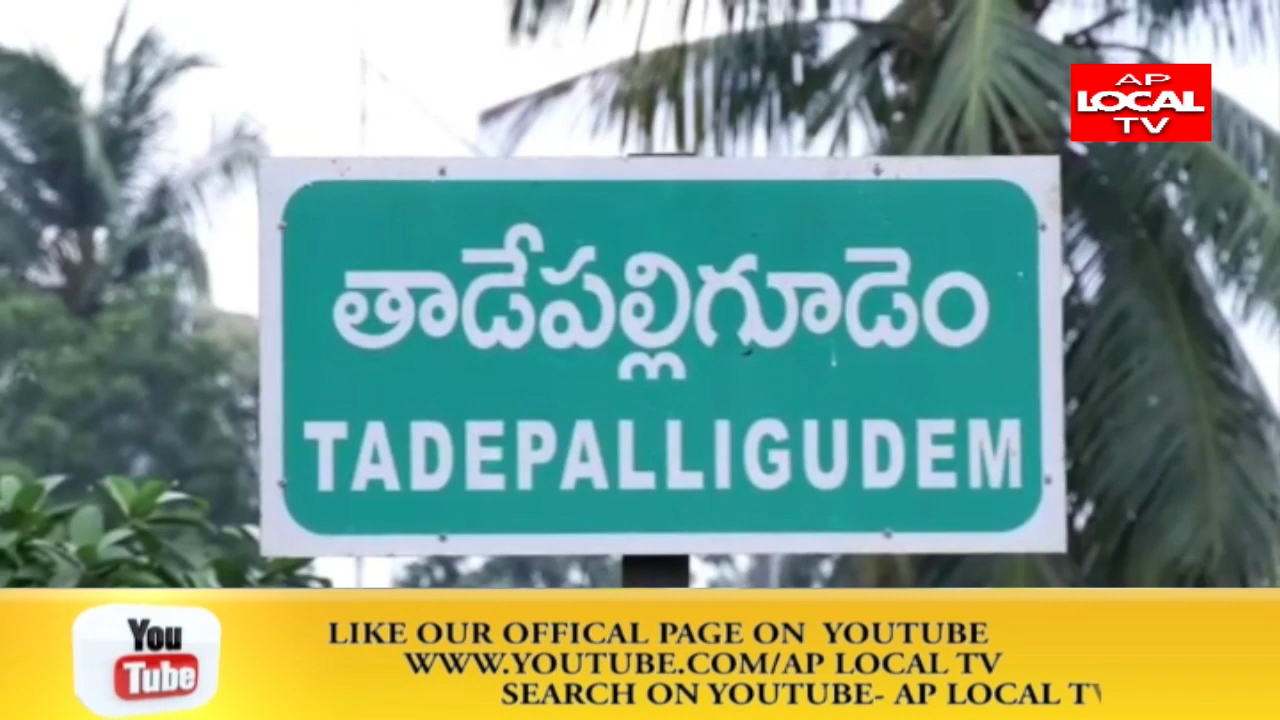 AP
LOCAL
TV
తాడేపల్లిగూడెం
TADEPALLIGUDEM
You
Tube
LIKE OUR OFFICAL PAGE ON YOUTUBE
WWW.YOUTUBE.COM/AP LOCAL TV
SEARCH ON YOUTUBE- AP LOCAL TV